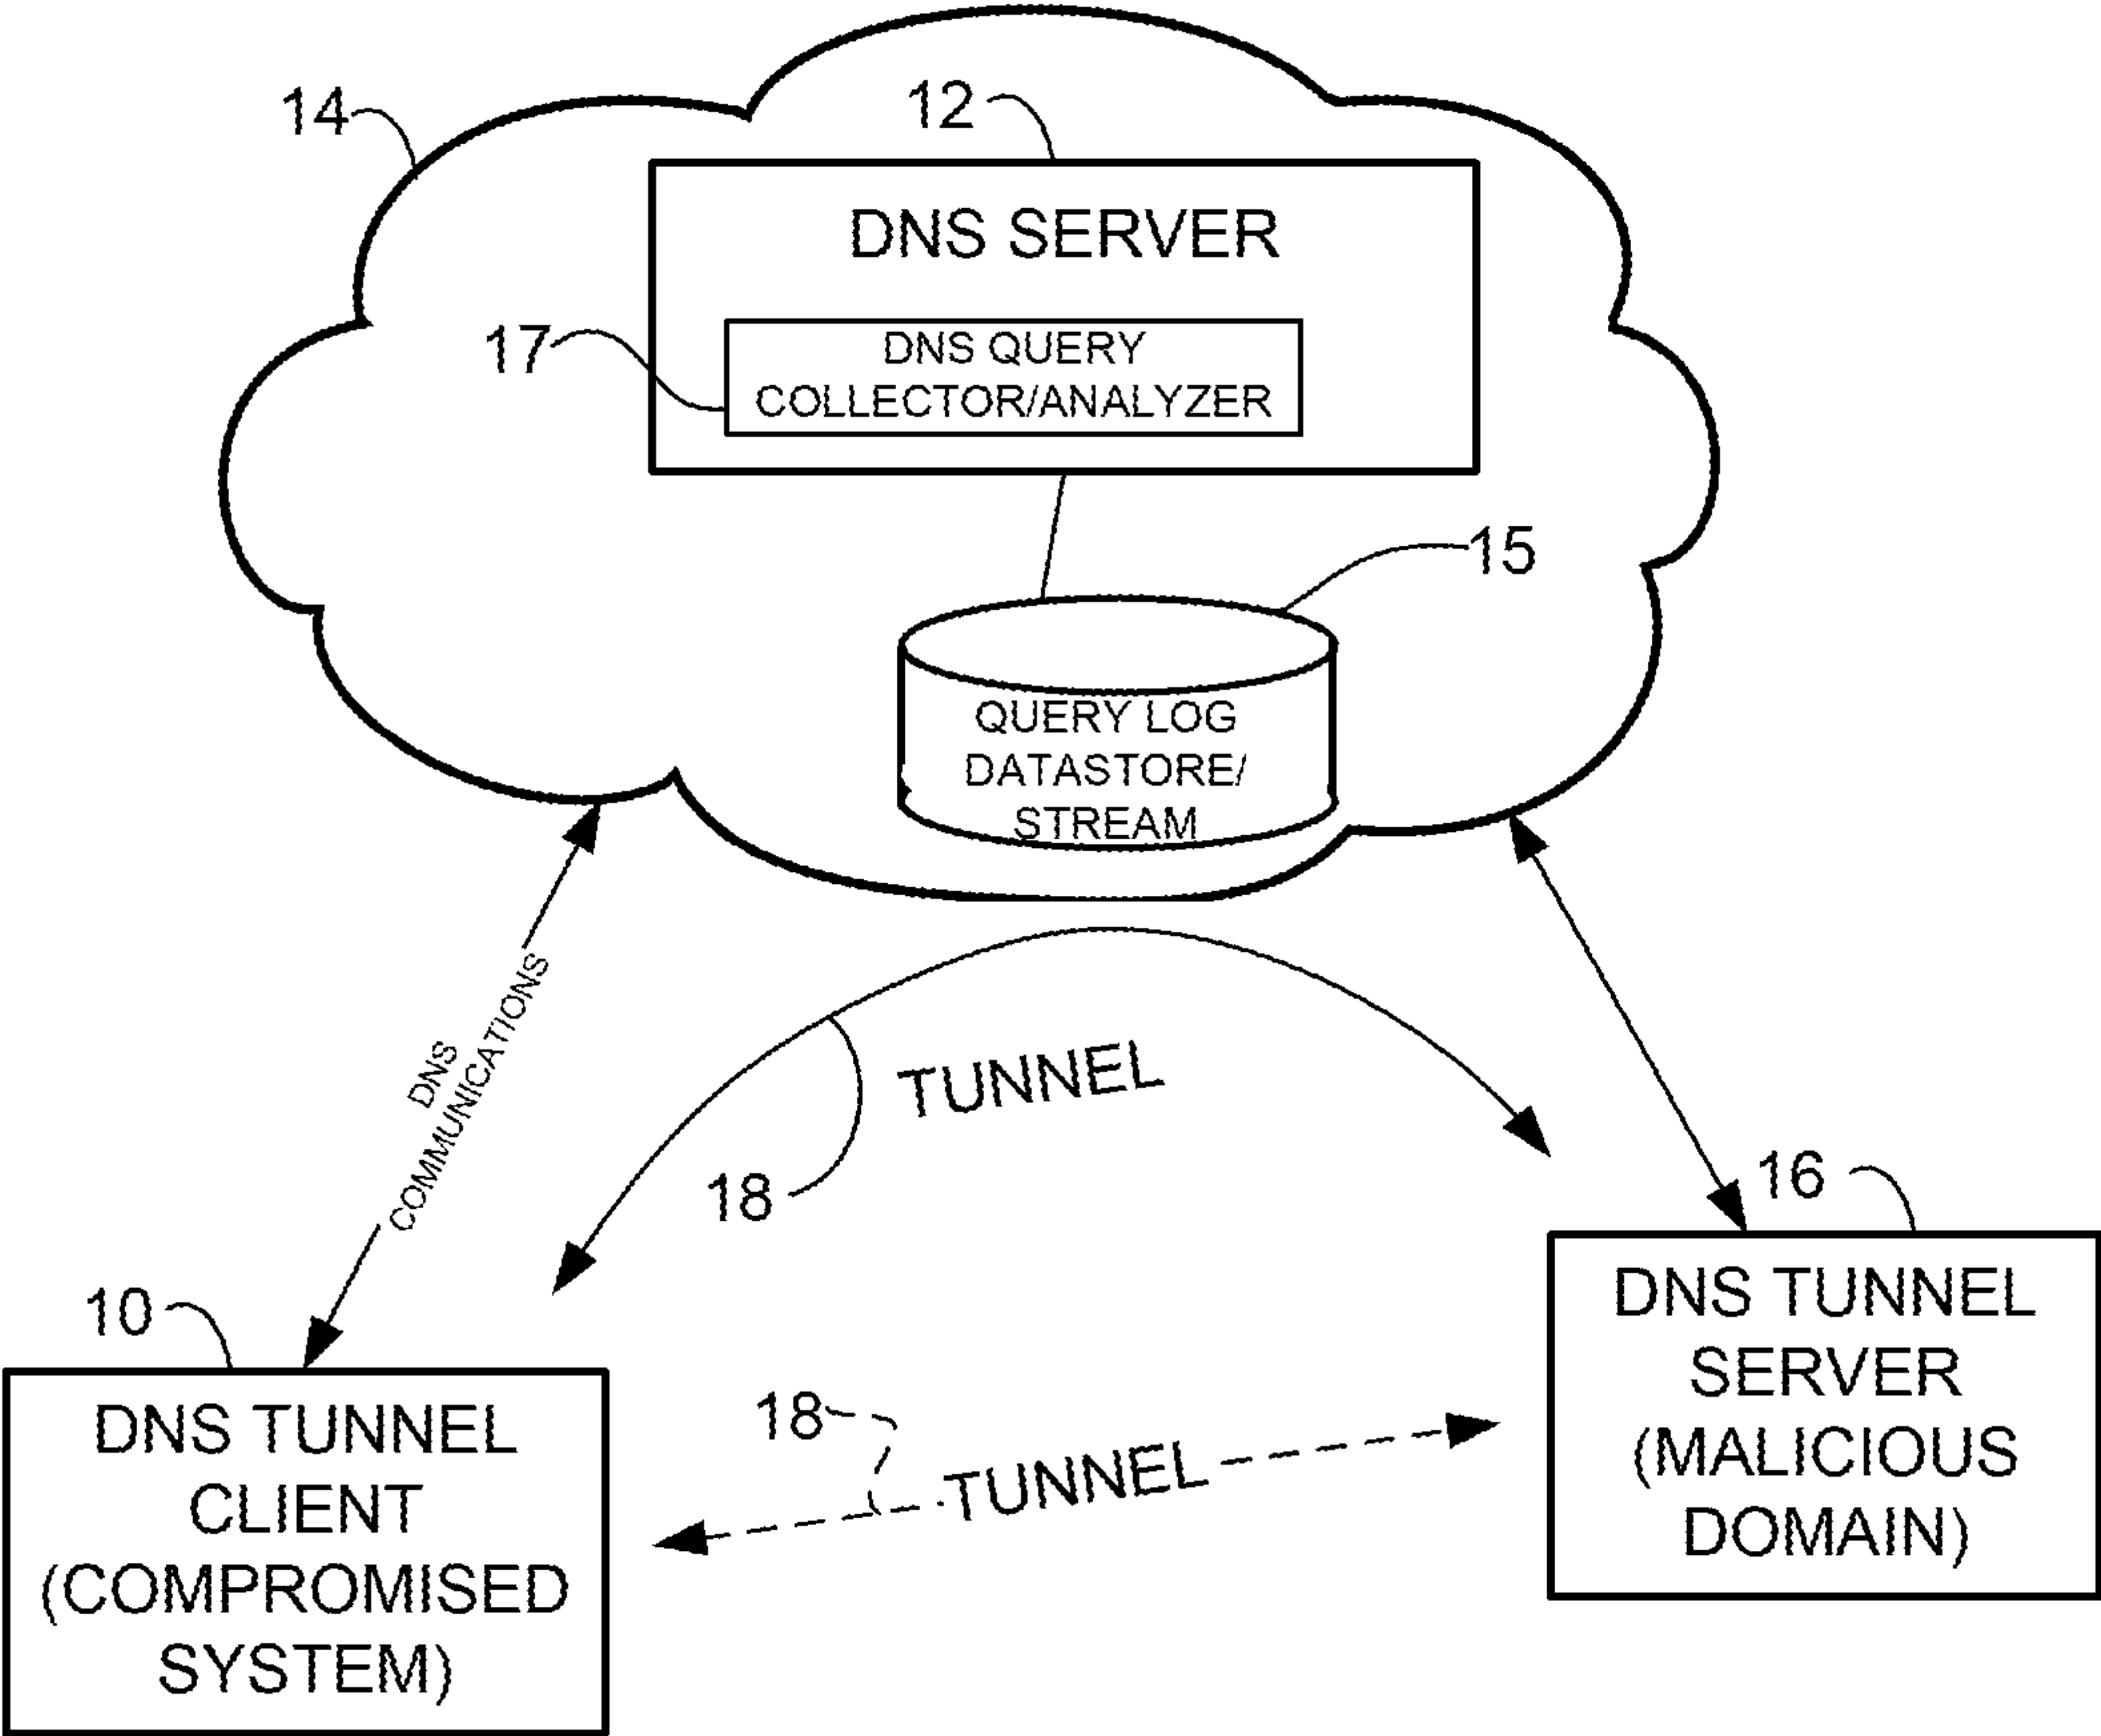 14
12
DNS SERVER
17
DNS QUERY
COLLECTOR/ANALYZER
15
QUERY LOG
DATASTORE/
STREAM
DNS
COMMUNICATIONS
TUNNEL
18
16
DNS TUNNEL
SERVER
(MALICIOUS
DOMAIN)
10
DNS TUNNEL
CLIENT
(COMPROMISED
SYSTEM)
18
TUNNEL